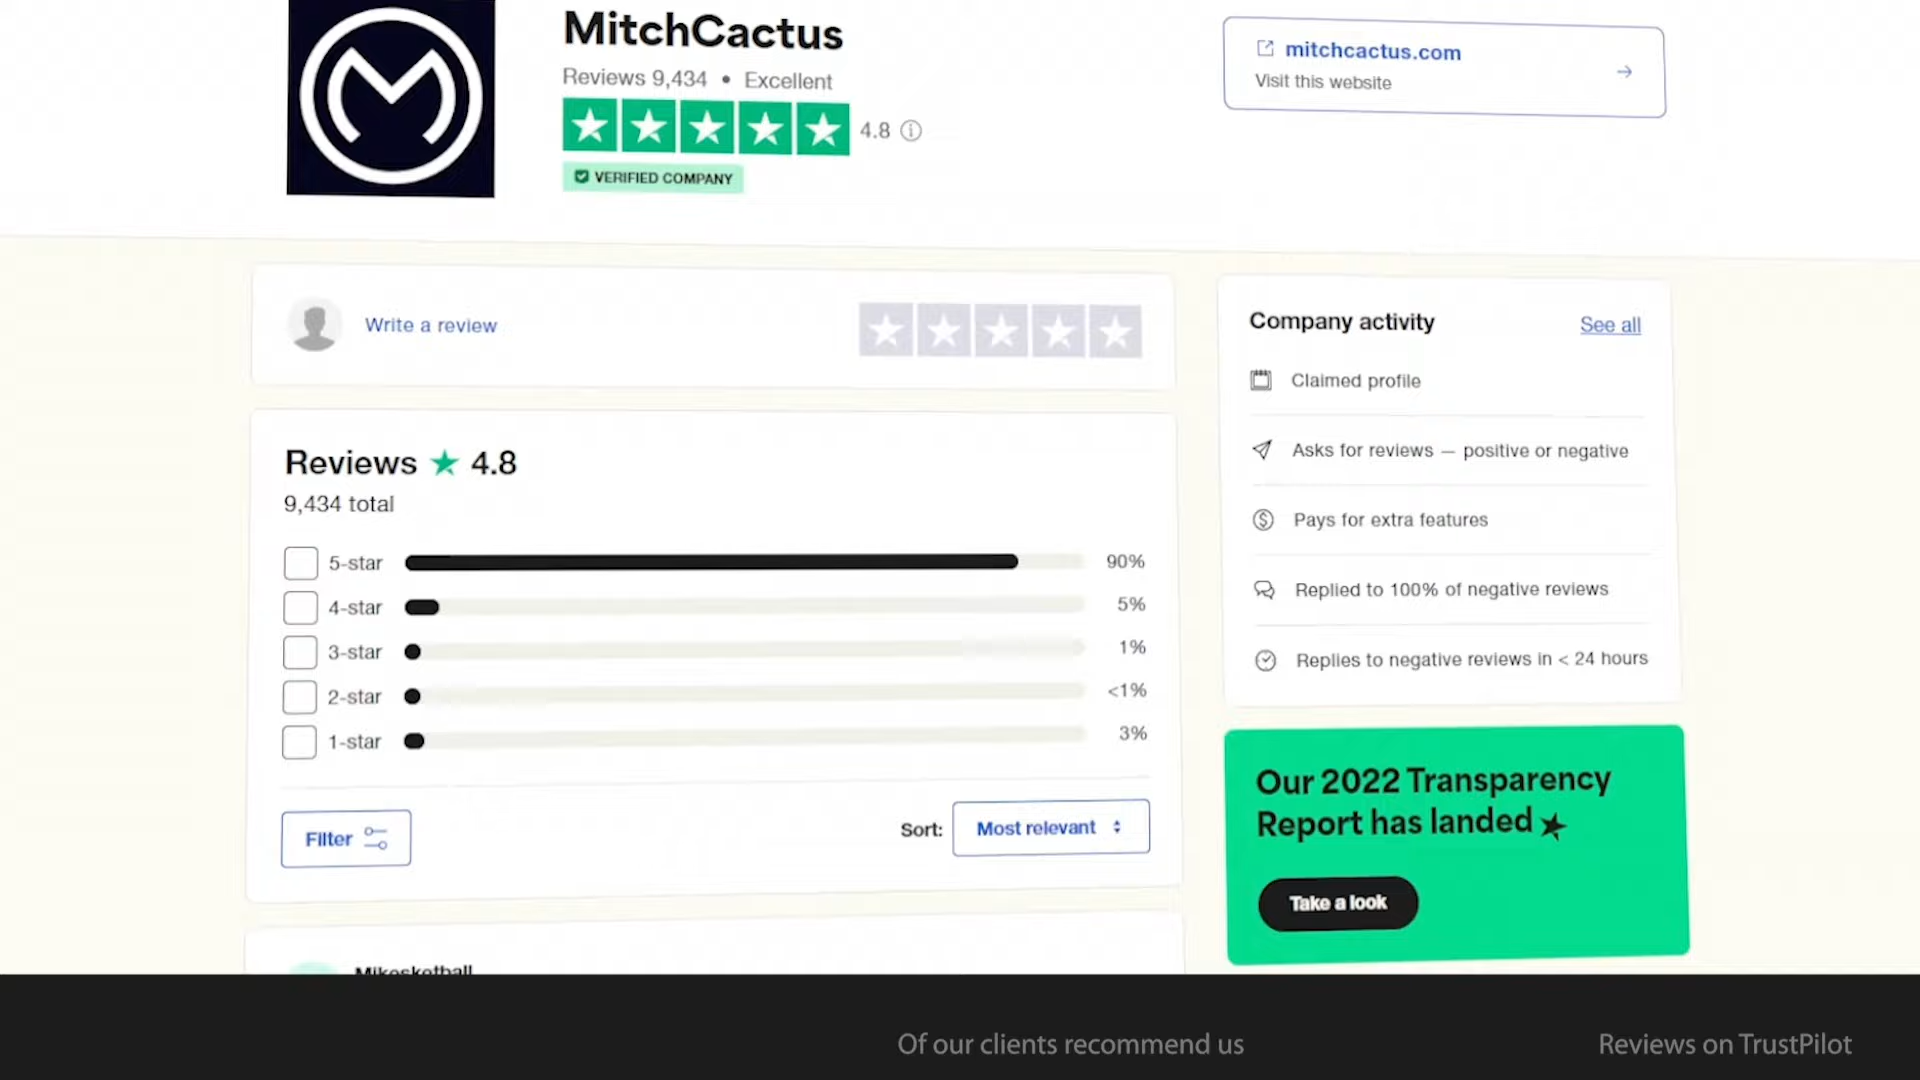 MitchCactus
Reviews 9,434 • Excellent
4.8
VERIFIED COMPANY
mitchcactus.com
Visit this website
Write a review
Company activity
See all
Claimed profile
Asks for reviews — positive or negative
Pays for extra features
Replied to 100% of negative reviews
Replies to negative reviews in < 24 hours
Reviews ★ 4.8
9,434 total
5-star 90%
4-star 5%
3-star 1%
2-star <1%
1-star 3%
Filter
Sort: Most relevant
Our 2022 Transparency
Report has landed
Take a look
Of our clients recommend us
Reviews on TrustPilot